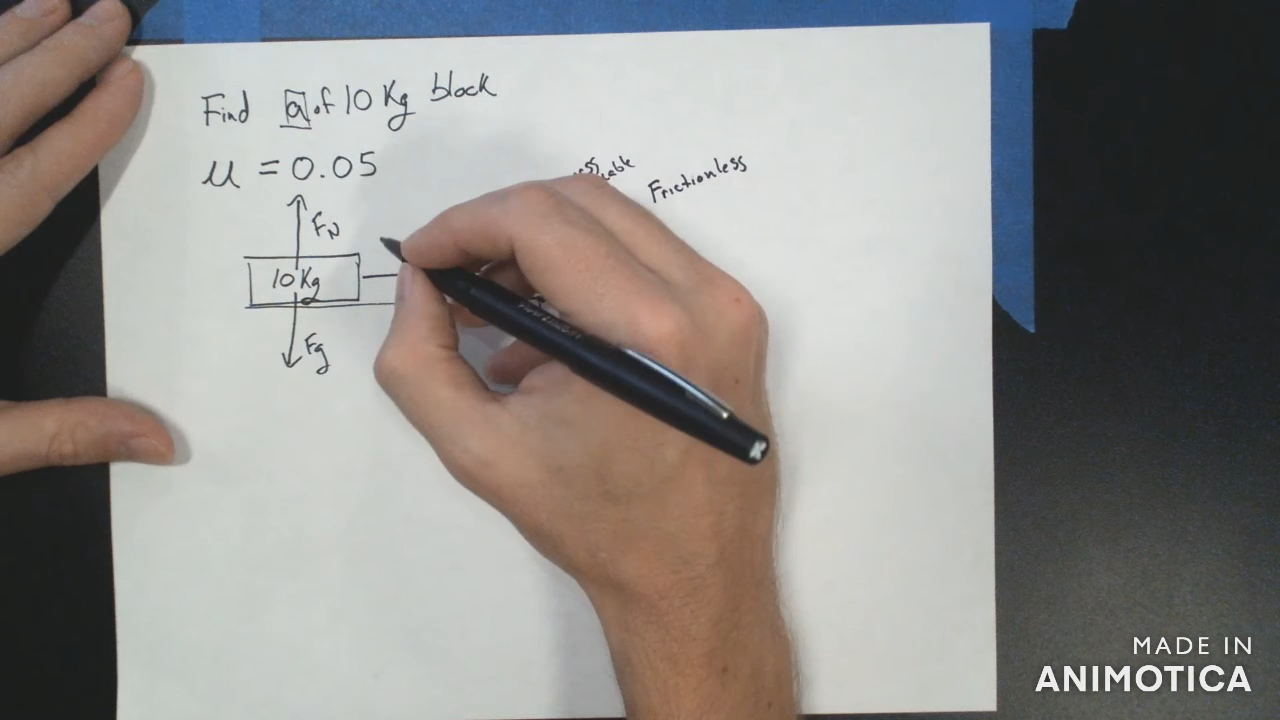 Find a of 10 Kg block
μ = 0.05
Frictionless
FN
10 Kg
Fg
MADE IN
ANIMOTICA